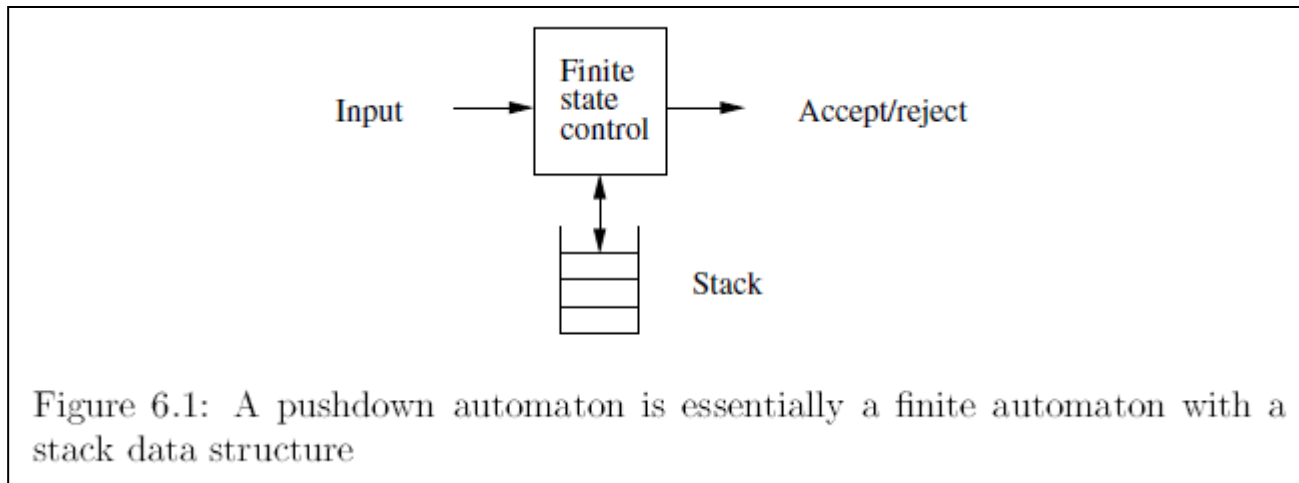 Finite
state
control
Input
Accept/reject
Stack
Figure 6.1: A pushdown automaton is essentially a finite automaton with a
stack data structure